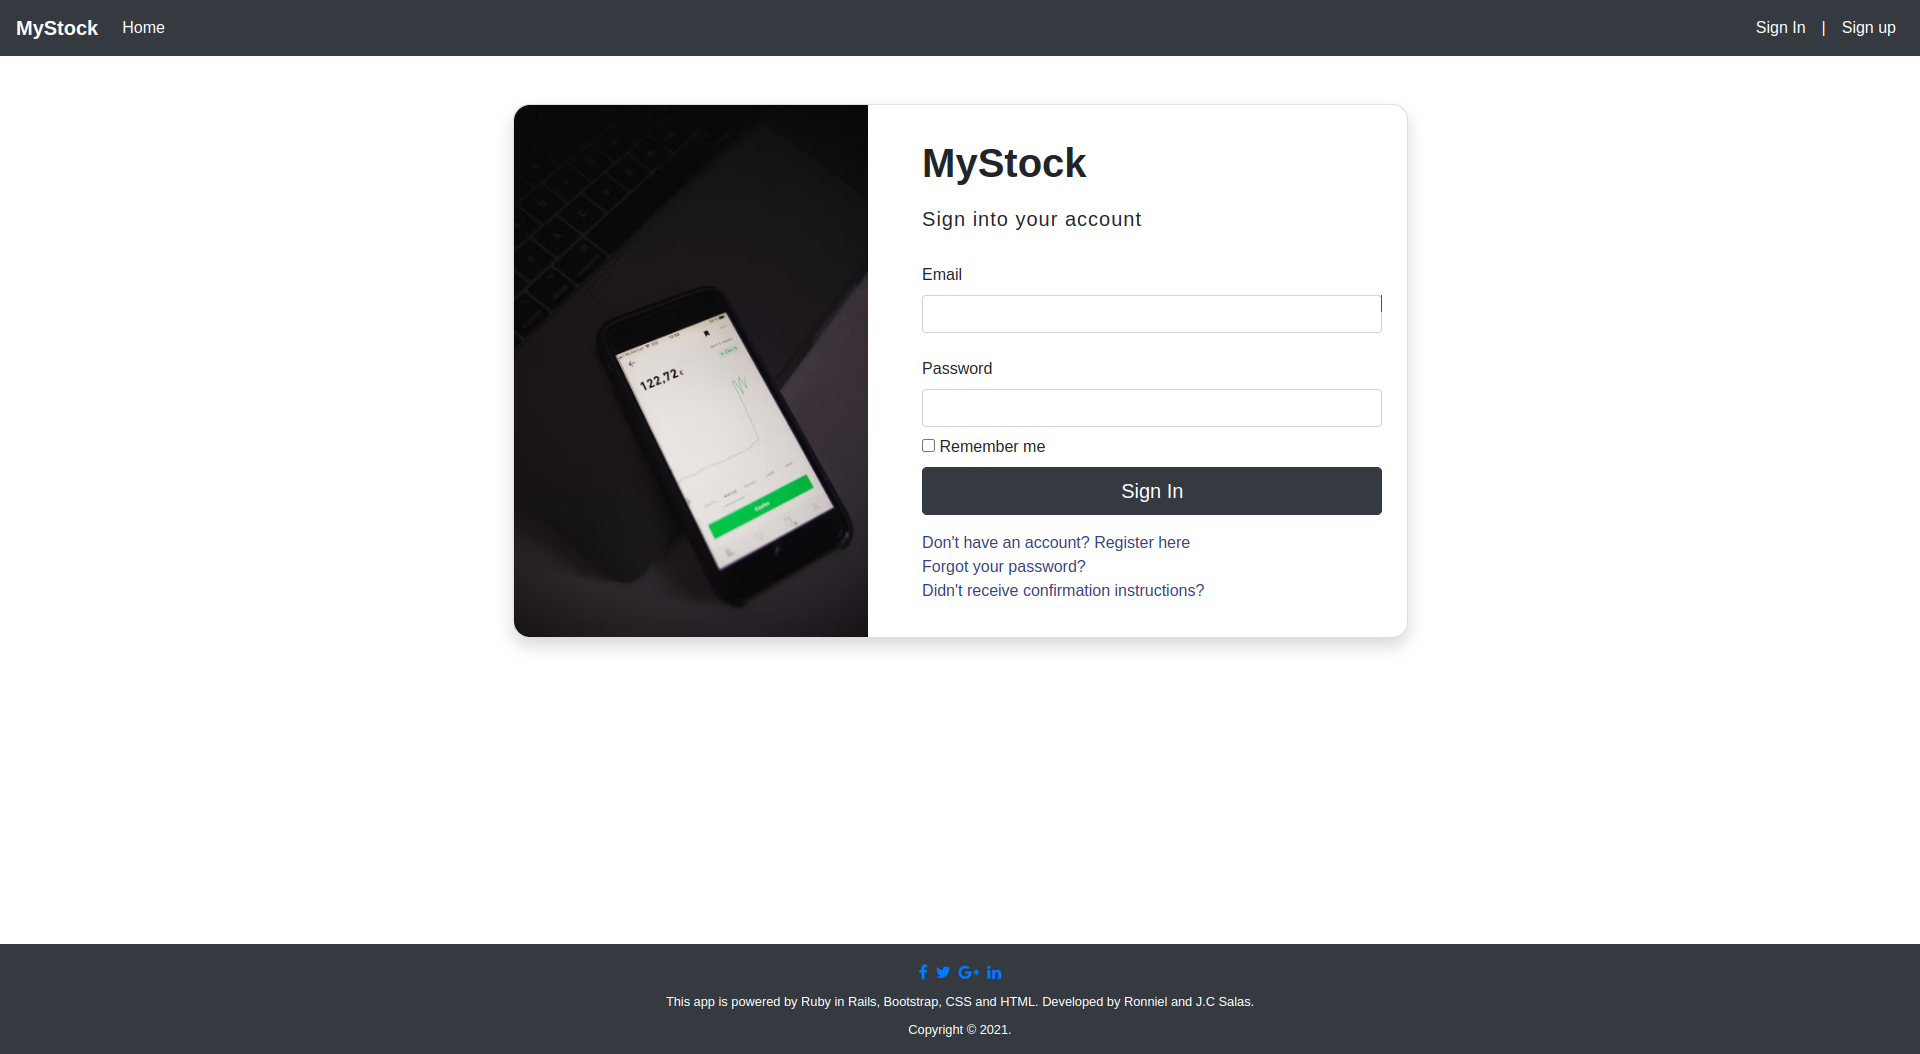 MyStock Home Sign In | Sign up
MyStock
Sign into your account
Email
Password
Remember me
Sign In
Don't have an account? Register here
Forgot your password?
Didn't receive confirmation instructions?
122,72 €
This app is powered by Ruby in Rails, Bootstrap, CSS and HTML. Developed by Ronniel and J.C Salas.
Copyright © 2021.